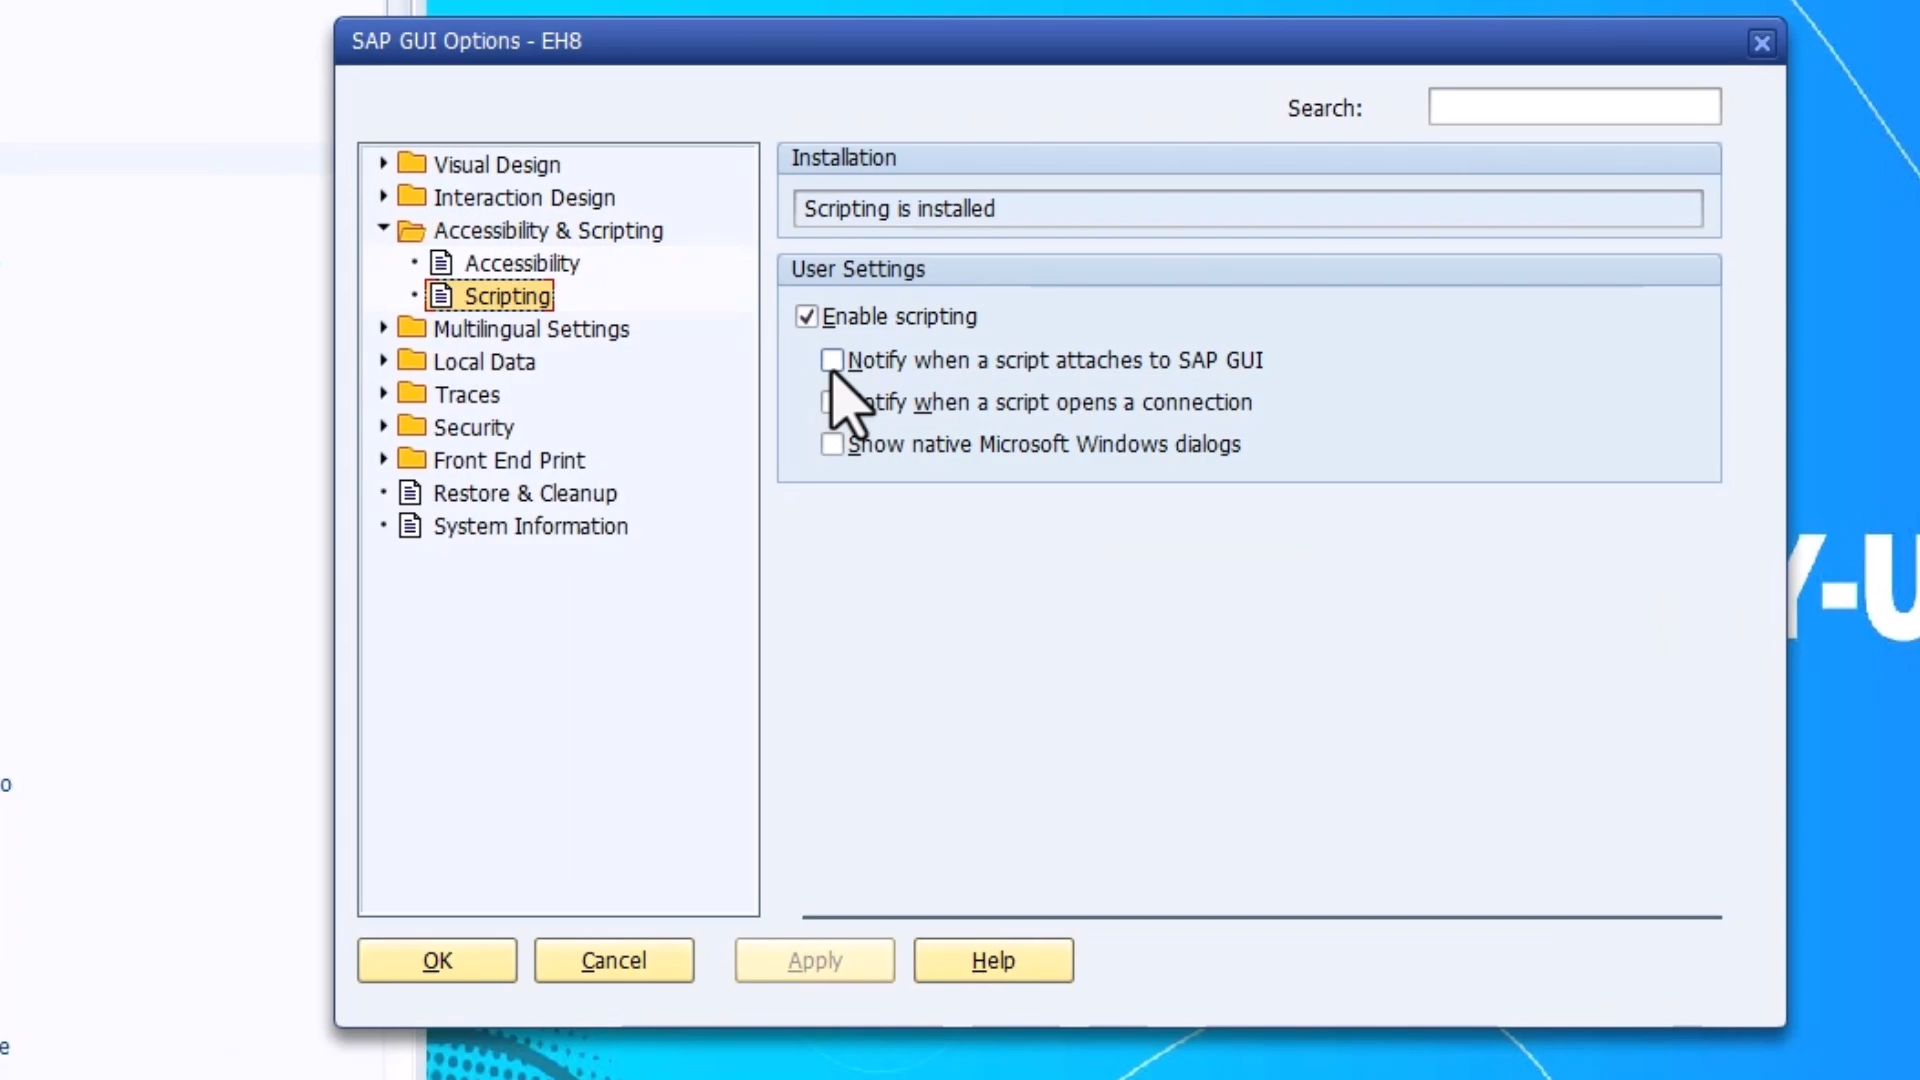 SAP GUI Options - EH8
Search:
Visual Design
Interaction Design
Accessibility & Scripting
Accessibility
Scripting
Multilingual Settings
Local Data
Traces
Security
Front End Print
Restore & Cleanup
System Information
Installation
Scripting is installed
User Settings
Enable scripting
Notify when a script attaches to SAP GUI
when a script opens a connection
Show native Microsoft Windows dialogs
OK
Cancel
Apply
Help